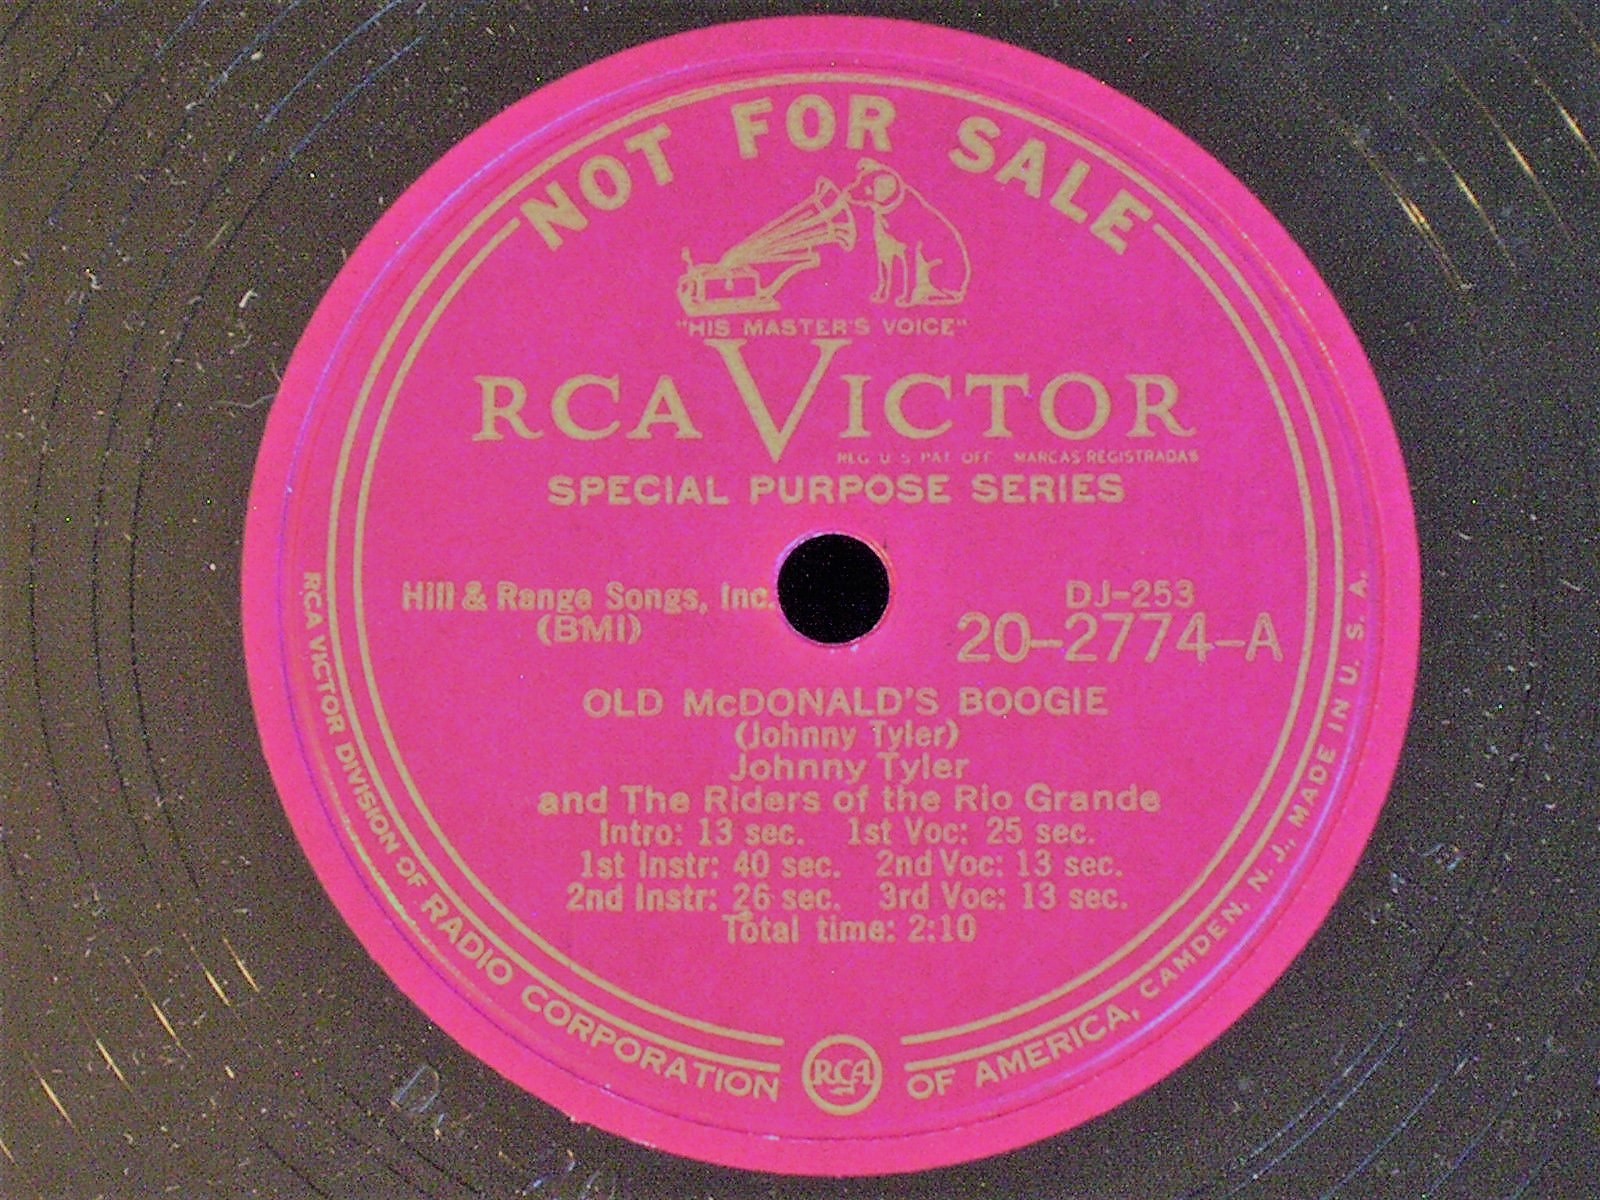 NOT FOR SALE
"HIS MASTER'S VOICE"
RCA VICTOR
REG. U. S. PAT. OFF. MARCAS REGISTRADAS
SPECIAL PURPOSE SERIES
Hill & Range Songs, Inc.
(BMI)
DJ-253
20-2774-A
OLD McDONALD'S BOOGIE
(Johnny Tyler)
Johnny Tyler
and The Riders of the Rio Grande
Intro: 13 sec. 1st Voc: 25 sec.
1st Instr: 40 sec. 2nd Voc: 13 sec.
2nd Instr: 26 sec. 3rd Voc: 13 sec.
Total time: 2:10
RCA VICTOR DIVISION OF RADIO CORPORATION OF AMERICA, CAMDEN, N. J., MADE IN U. S. A.
RCA